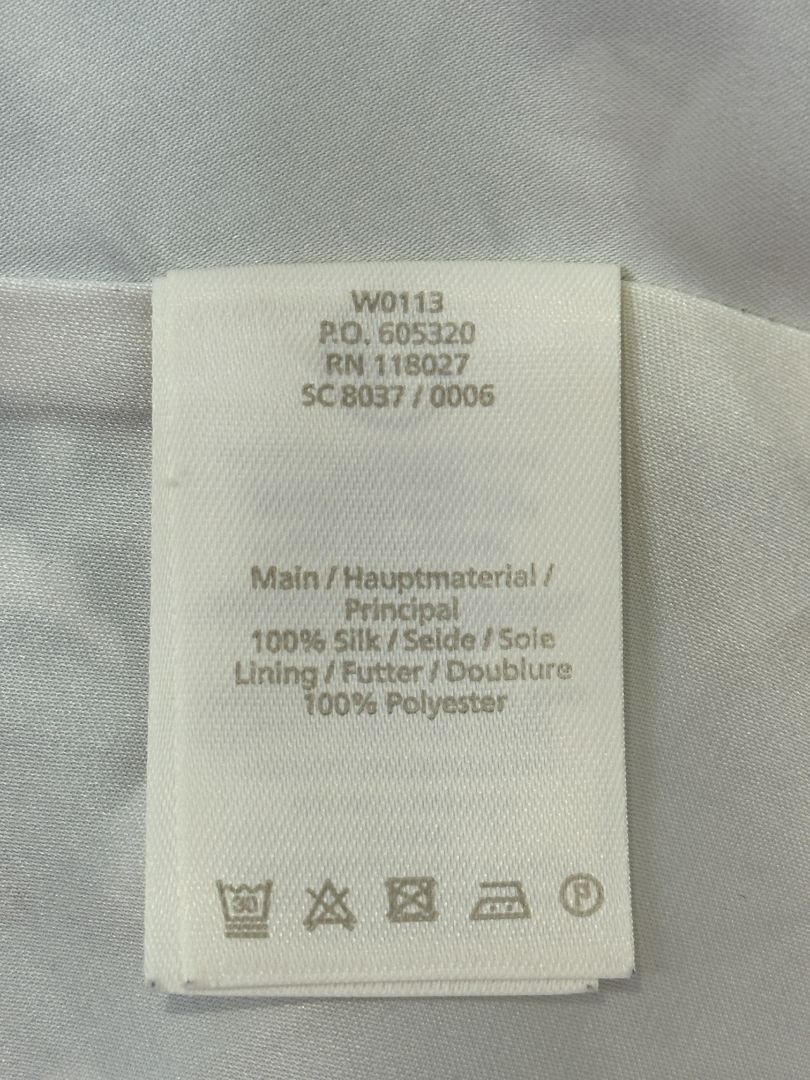 W0113
P.O. 605320
RN 118027
SC 8037 / 0006
Main / Hauptmaterial /
Principal
100% Silk / Seide / Soie
Lining / Futter / Doublure
100% Polyester
30
P